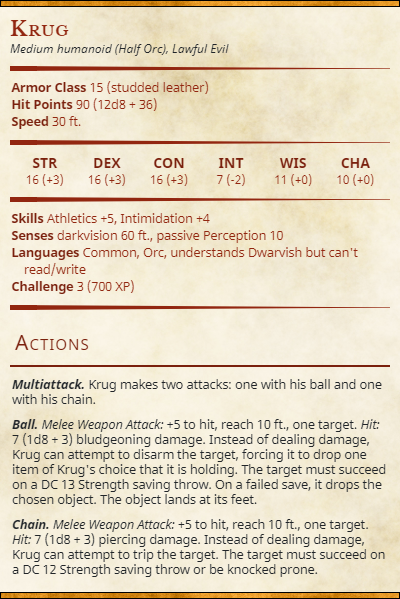 Krug
Medium humanoid (Half Orc), Lawful Evil
Armor Class 15 (studded leather)
Hit Points 90 (12d8 + 36)
Speed 30 ft.
STR DEX CON INT WIS CHA
16 (+3) 16 (+3) 16 (+3) 7 (-2) 11 (+0) 10 (+0)
Skills Athletics +5, Intimidation +4
Senses darkvision 60 ft., passive Perception 10
Languages Common, Orc, understands Dwarvish but can't
read/write
Challenge 3 (700 XP)
Actions
Multiattack. Krug makes two attacks: one with his ball and one
with his chain.
Ball. Melee Weapon Attack: +5 to hit, reach 10 ft., one target. Hit:
7 (1d8 + 3) bludgeoning damage. Instead of dealing damage,
Krug can attempt to disarm the target, forcing it to drop one
item of Krug's choice that it is holding. The target must succeed
on a DC 13 Strength saving throw. On a failed save, it drops the
chosen object. The object lands at its feet.
Chain. Melee Weapon Attack: +5 to hit, reach 10 ft., one target.
Hit: 7 (1d8 + 3) piercing damage. Instead of dealing damage,
Krug can attempt to trip the target. The target must succeed on
a DC 12 Strength saving throw or be knocked prone.